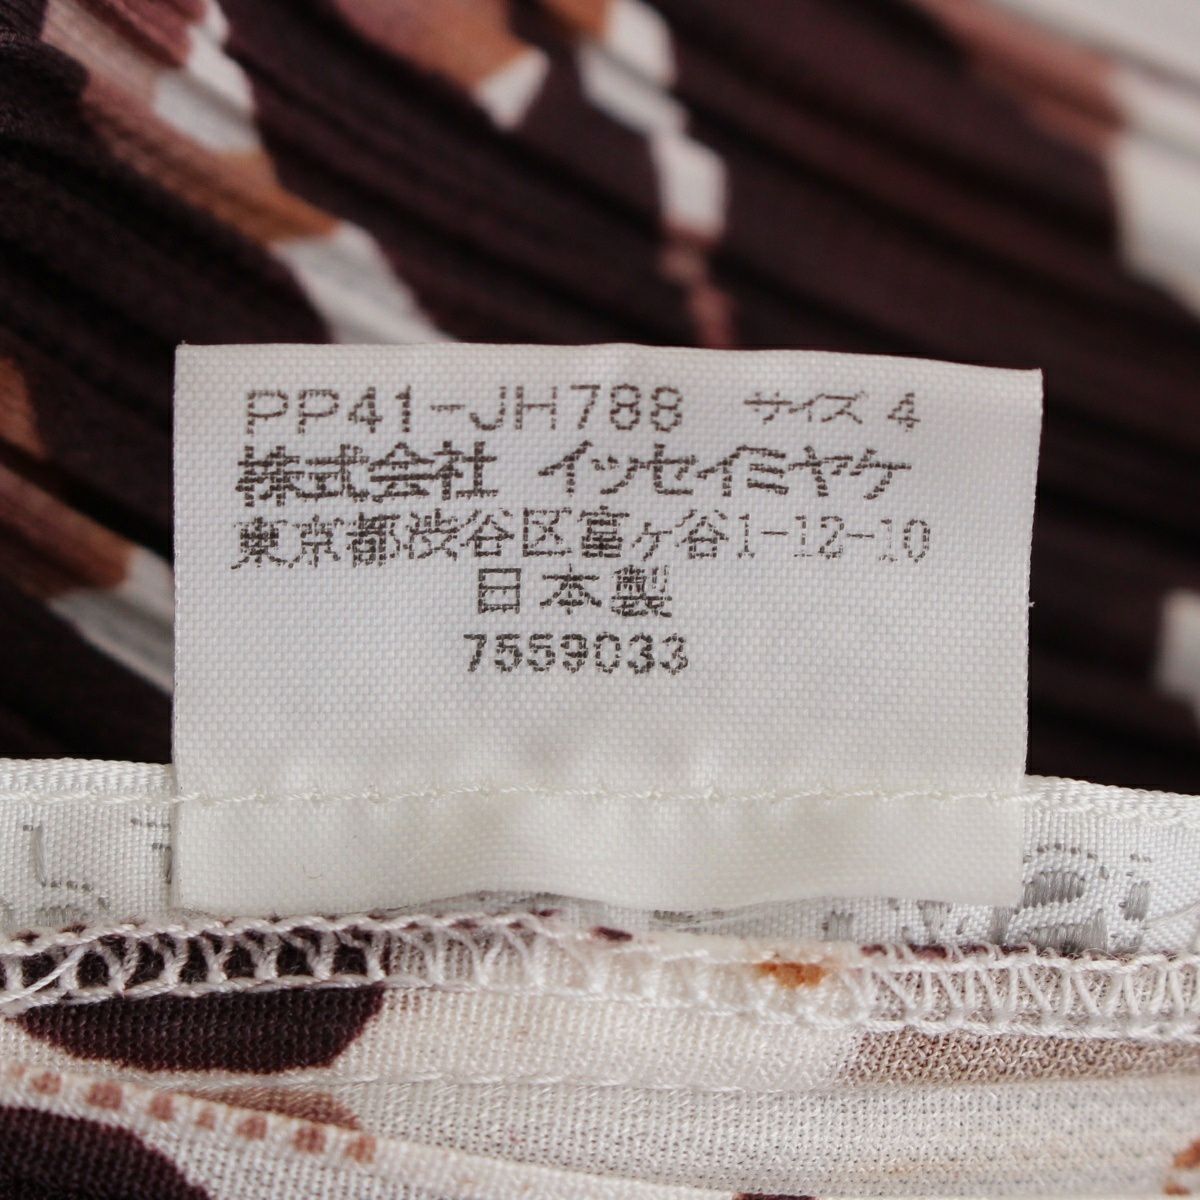 PP41-JH788 サイズ 4
株式会社 イッセイミヤケ
東京都渋谷区富ヶ谷1-12-10
日本製
7559033